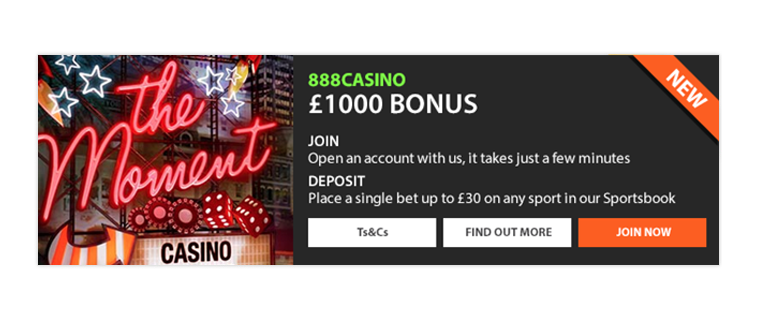 the
Moment
CASINO
888CASINO
£1000 BONUS
NEW
JOIN
Open an account with us, it takes just a few minutes
DEPOSIT
Place a single bet up to £30 on any sport in our Sportsbook
Ts&Cs
FIND OUT MORE
JOIN NOW